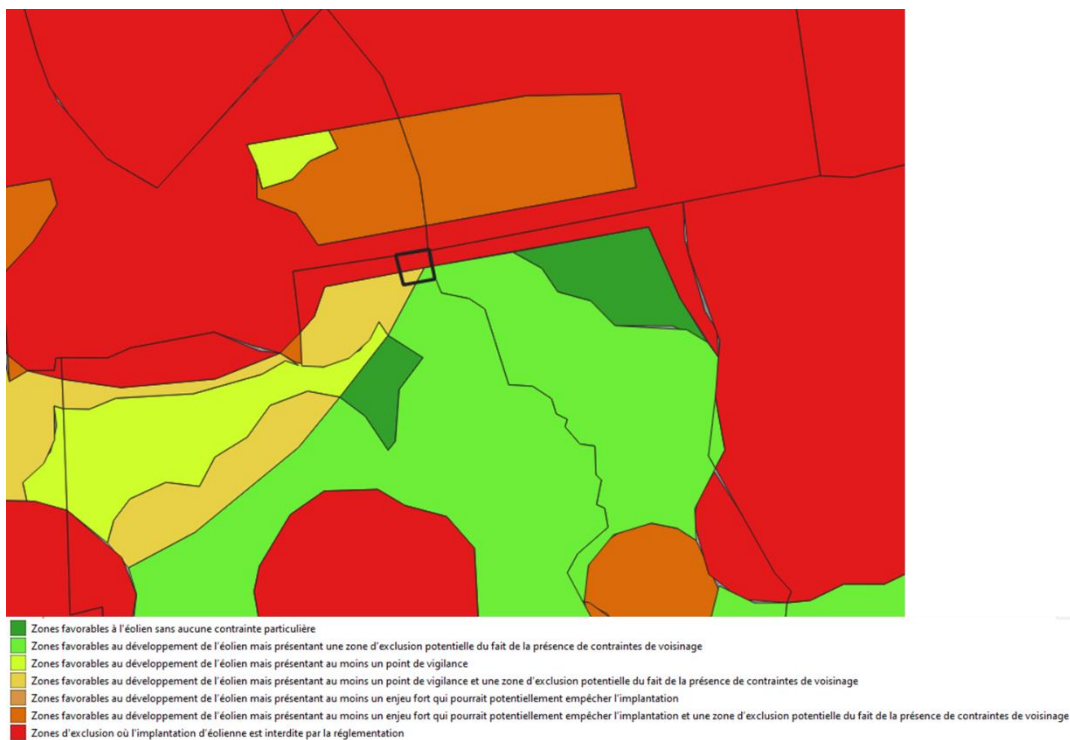 Zones favorables à l'éolien sans aucune contrainte particulière
Zones favorables au développement de l'éolien mais présentant une zone d'exclusion potentielle du fait de la présence de contraintes de voisinage
Zones favorables au développement de l'éolien mais présentant au moins un point de vigilance
Zones favorables au développement de l'éolien mais présentant au moins un point de vigilance et une zone d'exclusion potentielle du fait de la présence de contraintes de voisinage
Zones favorables au développement de l'éolien mais présentant au moins un enjeu fort qui pourrait potentiellement empêcher l'implantation
Zones favorables au développement de l'éolien mais présentant au moins un enjeu fort qui pourrait potentiellement empêcher l'implantation et une zone d'exclusion potentielle du fait de la présence de contraintes de voisinage
Zones d'exclusion où l'implantation d'éolienne est interdite par la réglementation